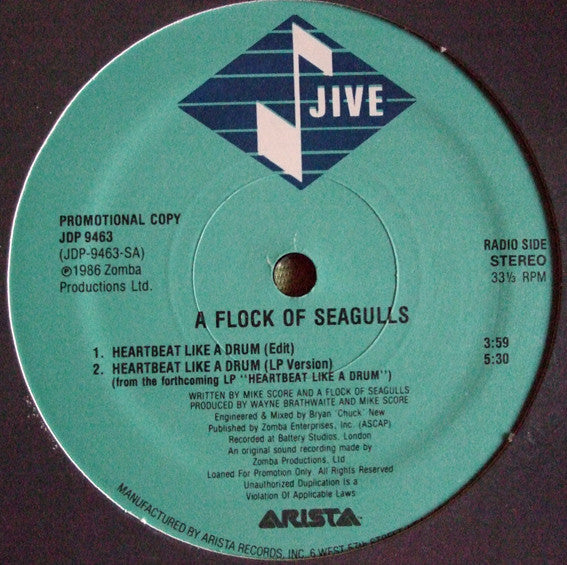 JIVE
PROMOTIONAL COPY
JDP 9463
(JDP-9463-SA)
℗1986 Zomba
Productions Ltd.
RADIO SIDE
STEREO
33⅓ RPM
A FLOCK OF SEAGULLS
1. HEARTBEAT LIKE A DRUM (Edit) 3:59
2. HEARTBEAT LIKE A DRUM (LP Version) 5:30
(from the forthcoming LP "HEARTBEAT LIKE A DRUM")
WRITTEN BY MIKE SCORE AND A FLOCK OF SEAGULLS
PRODUCED BY WAYNE BRATHWAITE AND MIKE SCORE
Engineered & Mixed by Bryan "Chuck" New
Published by Zomba Enterprises, Inc. (ASCAP)
Recorded at Battery Studios, London
An original sound recording made by
Zomba Productions, Ltd
Loaned For Promotion Only. All Rights Reserved
Unauthorized Duplication is a
Violation Of Applicable Laws
ARISTA
MANUFACTURED BY ARISTA RECORDS, INC. 6 WEST 57TH